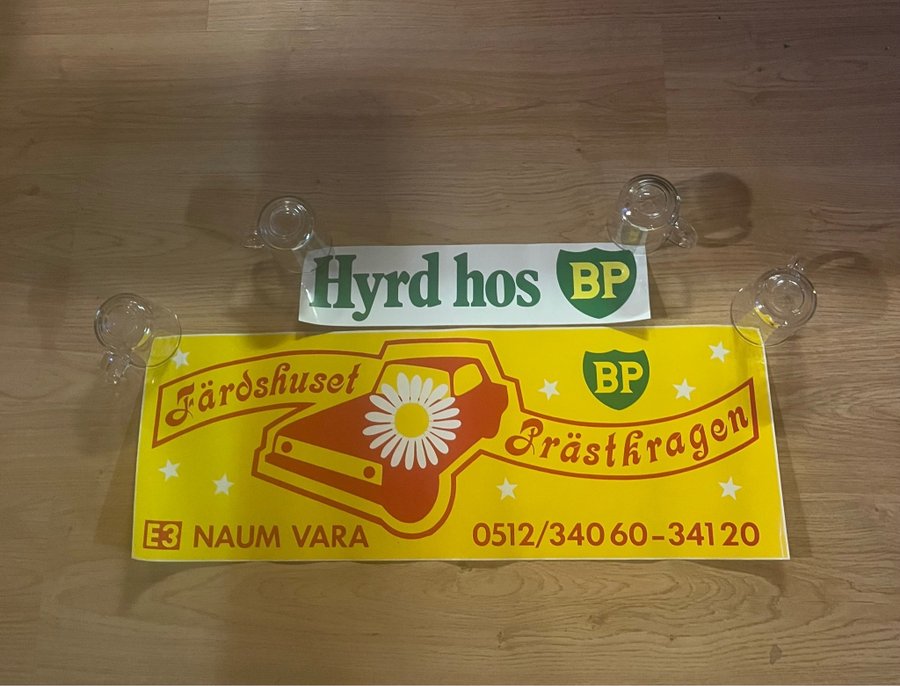 Hyrd hos BP
BP
Färdshuset
Prästkragen
E3 NAUM VARA 0512/340 60-341 20